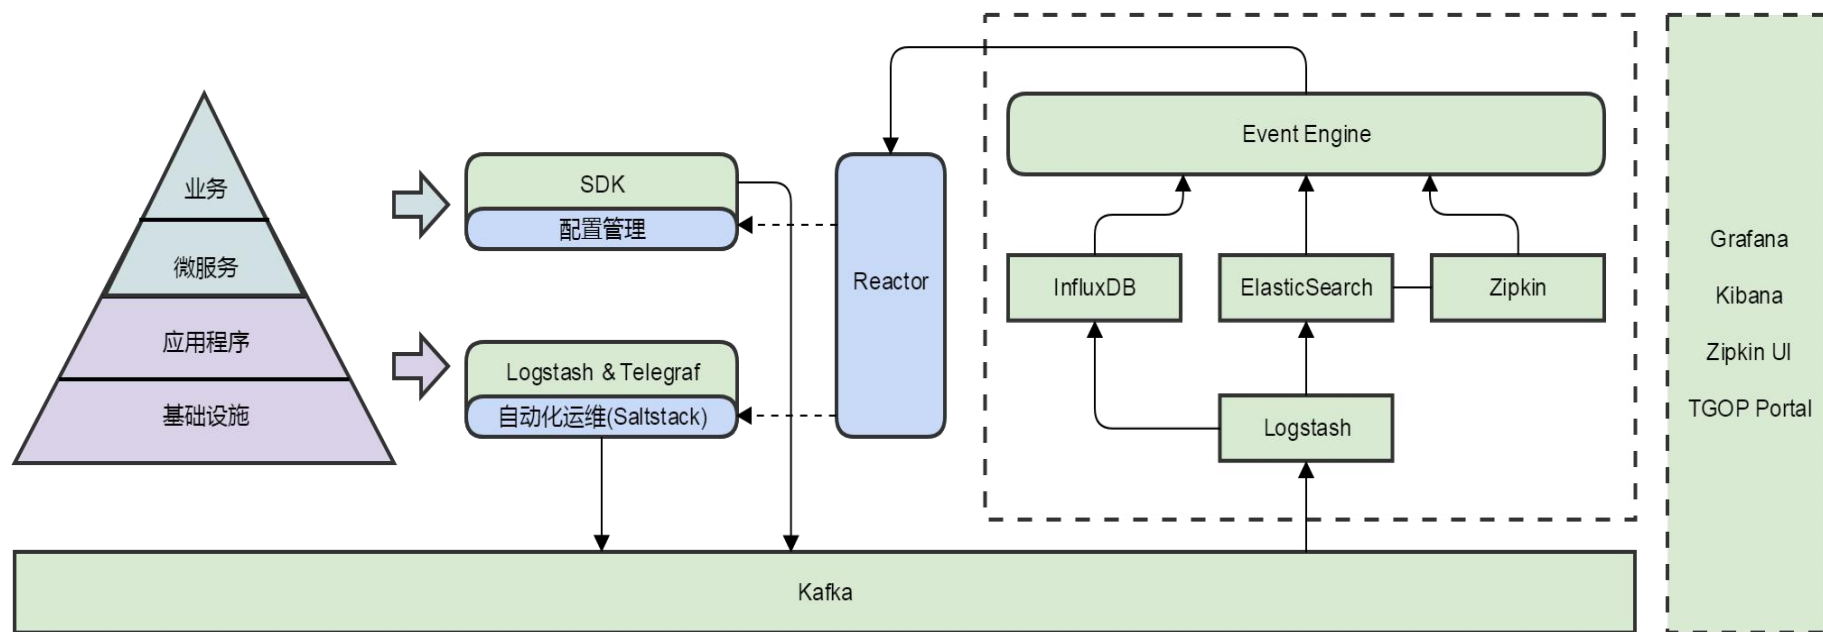 业务
微服务
应用程序
基础设施
SDK
配置管理
Logstash & Telegraf
自动化运维(Saltstack)
Reactor
Event Engine
InfluxDB
ElasticSearch
Zipkin
Logstash
Kafka
Grafana
Kibana
Zipkin UI
TGOP Portal